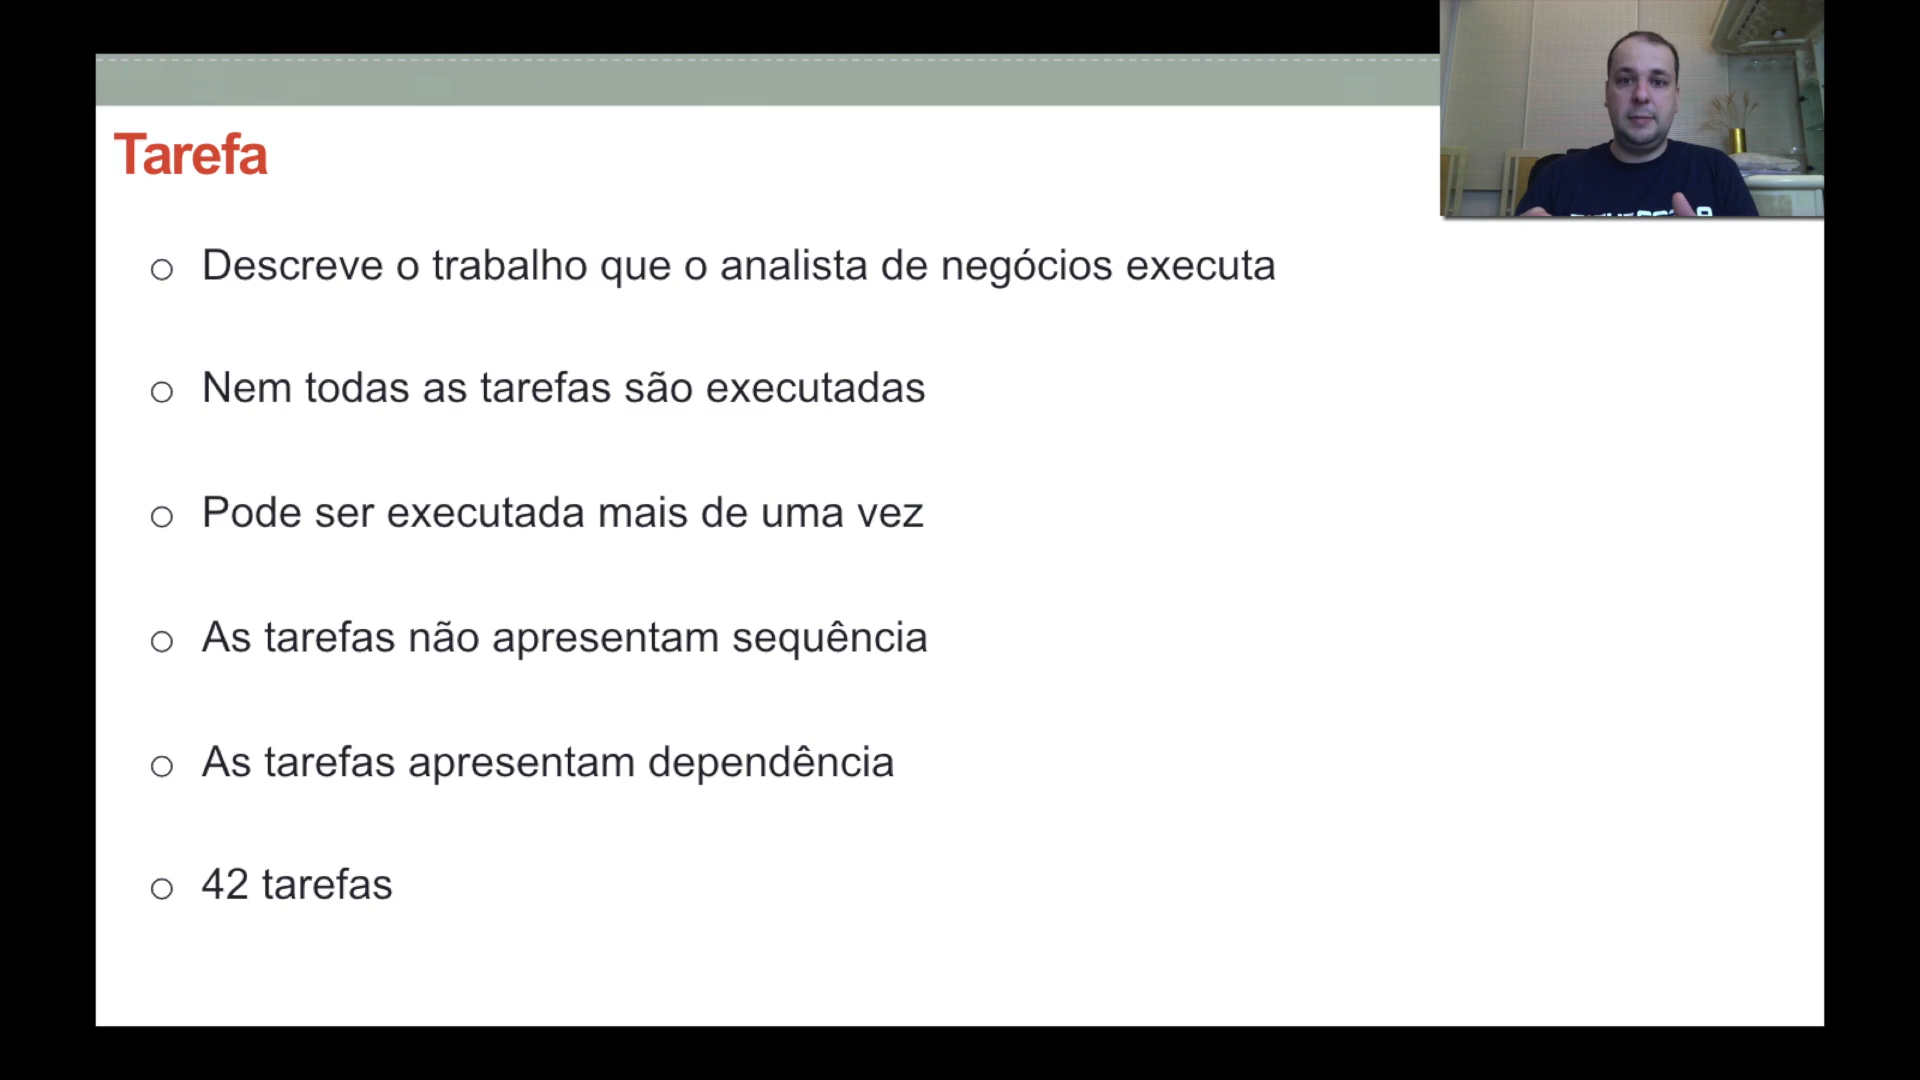 Tarefa
Descreve o trabalho que o analista de negócios executa
Nem todas as tarefas são executadas
Pode ser executada mais de uma vez
As tarefas não apresentam sequência
As tarefas apresentam dependência
42 tarefas